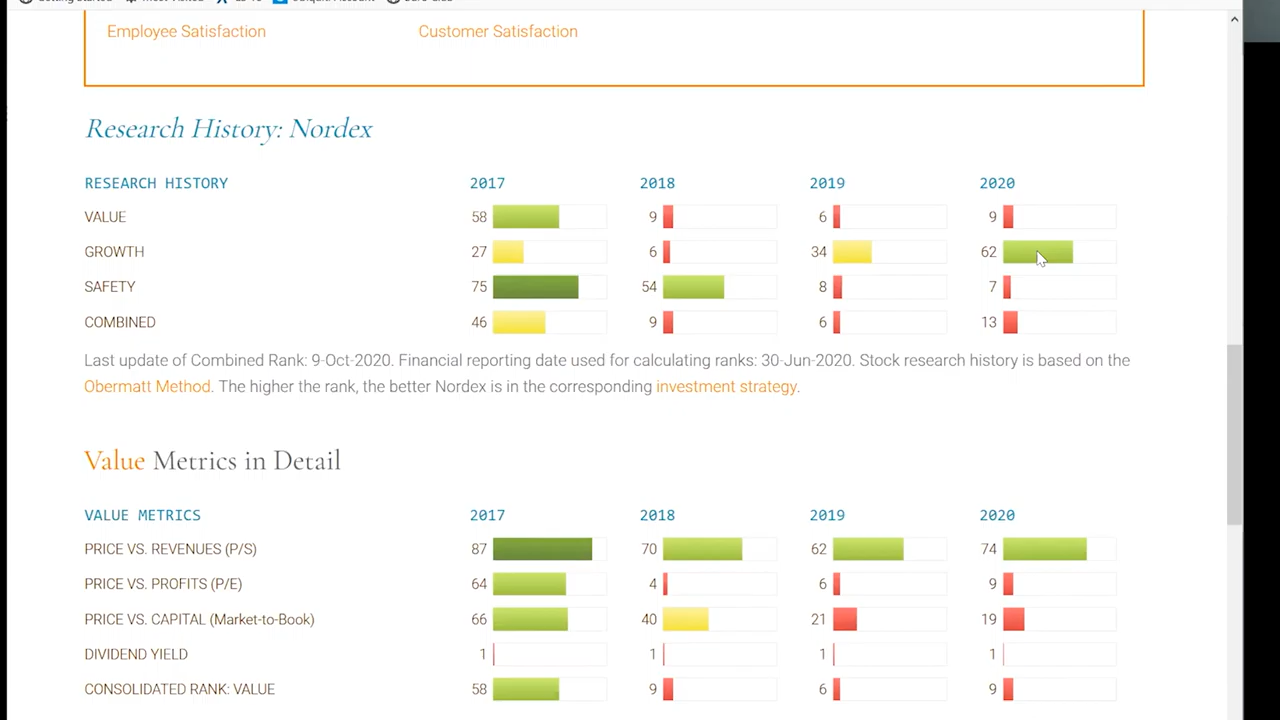 Employee Satisfaction Customer Satisfaction
Research History: Nordex
RESEARCH HISTORY 2017 2018 2019 2020
VALUE 58 9 6 9
GROWTH 27 6 34 62
SAFETY 75 54 8 7
COMBINED 46 9 6 13
Last update of Combined Rank: 9-Oct-2020. Financial reporting date used for calculating ranks: 30-Jun-2020. Stock research history is based on the
Obermatt Method. The higher the rank, the better Nordex is in the corresponding investment strategy.
Value Metrics in Detail
VALUE METRICS 2017 2018 2019 2020
PRICE VS. REVENUES (P/S) 87 70 62 74
PRICE VS. PROFITS (P/E) 64 4 6 9
PRICE VS. CAPITAL (Market-to-Book) 66 40 21 19
DIVIDEND YIELD 1 1 1 1
CONSOLIDATED RANK: VALUE 58 9 6 9